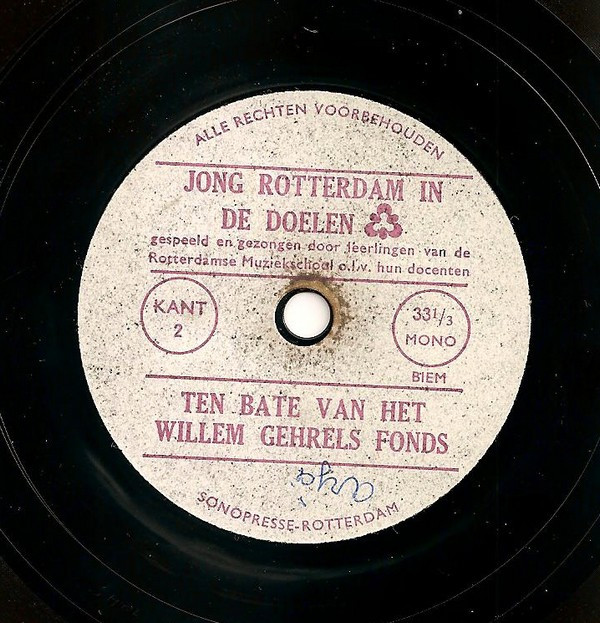 ALLE RECHTEN VOORBEHOUDEN
JONG ROTTERDAM IN
DE DOELEN
gespeeld en gezongen door leerlingen van de
Rotterdamse Muziekschool o.l.v. hun docenten
KANT
2
33 1/3
MONO
BIEM
TEN BATE VAN HET
WILLEM GEHRELS FONDS
SONOPRESSE-ROTTERDAM